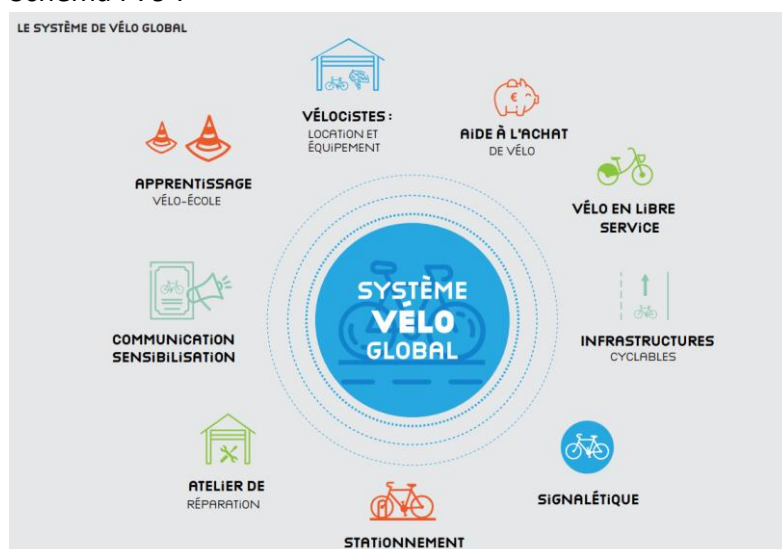 Schéma
LE SYSTÈME DE VÉLO GLOBAL
VÉLOCISTES :
LOCATION ET
ÉQUIPEMENT
€
AIDE À L'ACHAT
DE VÉLO
APPRENTISSAGE
VÉLO-ÉCOLE
VÉLO EN LIBRE
SERVICE
SYSTÈME
VÉLO
GLOBAL
COMMUNICATION
SENSIBILISATION
INFRASTRUCTURES
CYCLABLES
ATELIER DE
RÉPARATION
SIGNALÉTIQUE
STATIONNEMENT